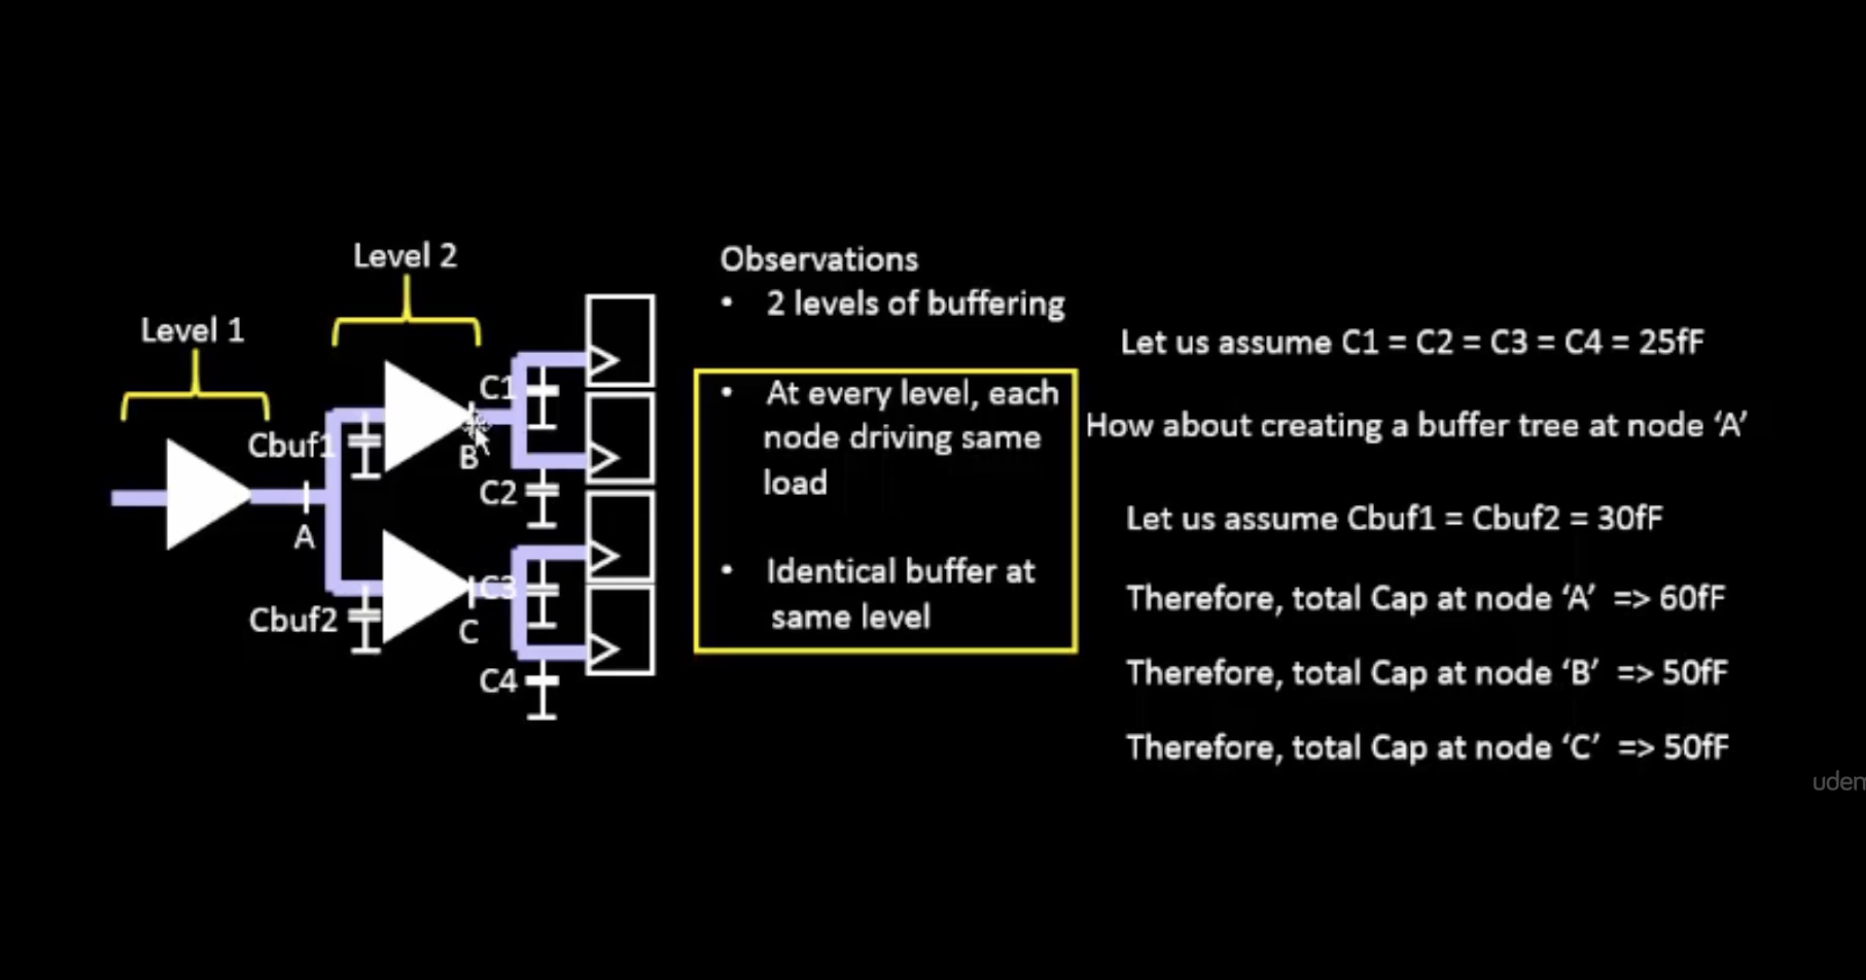 Level 2
Level 1
Cbuf1
A
Cbuf2
C1
B
C2
C3
C
C4
Observations
• 2 levels of buffering
• At every level, each
node driving same
load
• Identical buffer at
same level
Let us assume C1 = C2 = C3 = C4 = 25fF
How about creating a buffer tree at node ‘A’
Let us assume Cbuf1 = Cbuf2 = 30fF
Therefore, total Cap at node ‘A’ => 60fF
Therefore, total Cap at node ‘B’ => 50fF
Therefore, total Cap at node ‘C’ => 50fF